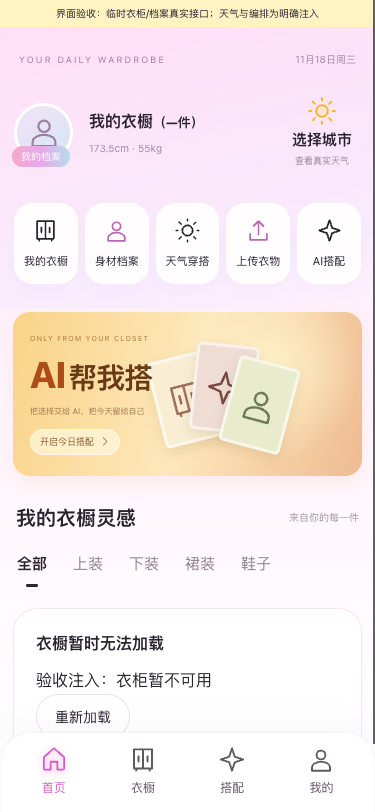 界面验收：临时衣柜/档案真实接口；天气与编排为明确注入
YOUR DAILY WARDROBE
11月18日周三
我的衣橱（一件）
173.5cm · 55kg
我的档案
选择城市
查看真实天气
我的衣橱
身材档案
天气穿搭
上传衣物
AI搭配
ONLY FROM YOUR CLOSET
AI帮我搭
把选择交给 AI，把今天留给自己
开启今日搭配
我的衣橱灵感
来自你的每一件
全部
上装
下装
裙装
鞋子
衣橱暂时无法加载
验收注入：衣柜暂不可用
重新加载
首页
衣橱
搭配
我的